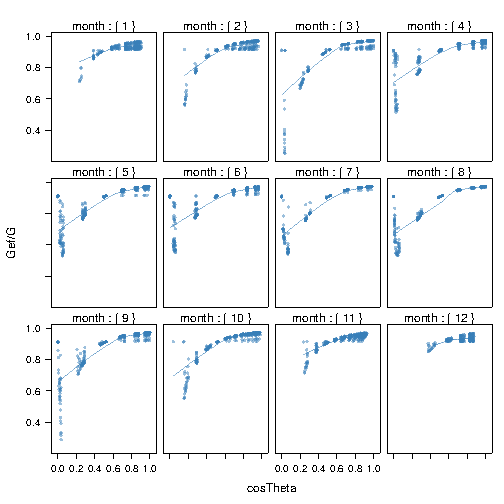 month : { 1 }
month : { 2 }
month : { 3 }
month : { 4 }
1.0
0.8
0.6
0.4
month : { 5 }
month : { 6 }
month : { 7 }
month : { 8 }
Gef/G
month : { 9 }
month : { 10 }
month : { 11 }
month : { 12 }
1.0
0.8
0.6
0.4
0.0 0.2 0.4 0.6 0.8 1.0
0.0 0.2 0.4 0.6 0.8 1.0
cosTheta